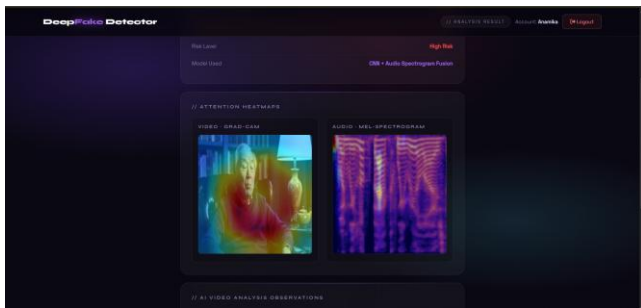 DeepFake Detector
// ANALYSIS RESULT
Account Anamika
Logout
Risk Level
High Risk
Model Used
CNN + Audio Spectrogram Fusion
// ATTENTION HEATMAPS
VIDEO · GRAD-CAM
AUDIO · MEL-SPECTROGRAM
// AI VIDEO ANALYSIS OBSERVATIONS